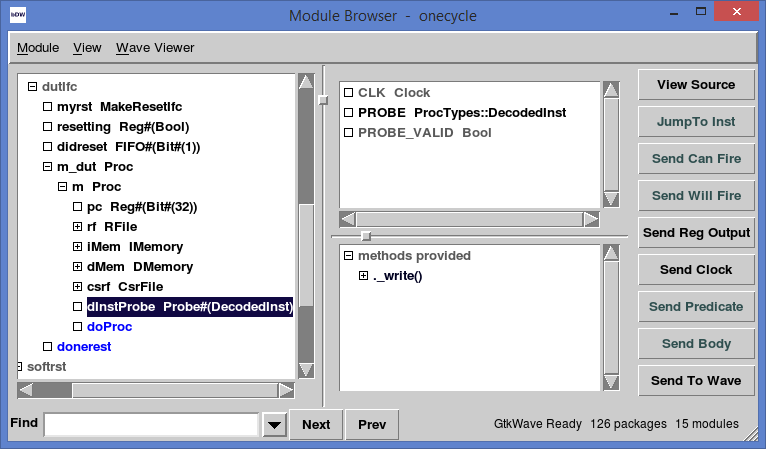 bDW
Module Browser - onecycle
Module View Wave Viewer
dutIfc
myrst MakeResetIfc
resetting Reg#(Bool)
didreset FIFO#(Bit#(1))
m_dut Proc
m Proc
pc Reg#(Bit#(32))
rf RFile
iMem IMemory
dMem DMemory
csrf CsrFile
dInstProbe Probe#(DecodedInst)
doProc
donerest
softrst
CLK Clock
PROBE ProcTypes::DecodedInst
PROBE_VALID Bool
methods provided
._write()
View Source
JumpTo Inst
Send Can Fire
Send Will Fire
Send Reg Output
Send Clock
Send Predicate
Send Body
Send To Wave
Find Next Prev GtkWave Ready 126 packages 15 modules